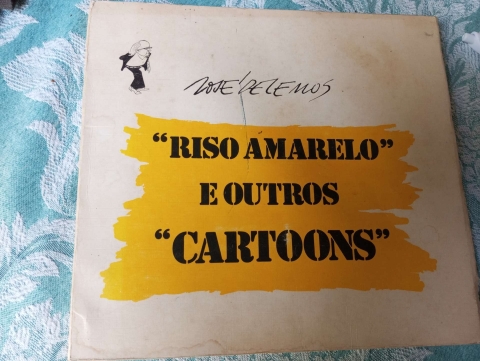 JOSÉ DE LEMOS
“RISO AMARELO”
E OUTROS
“CARTOONS”